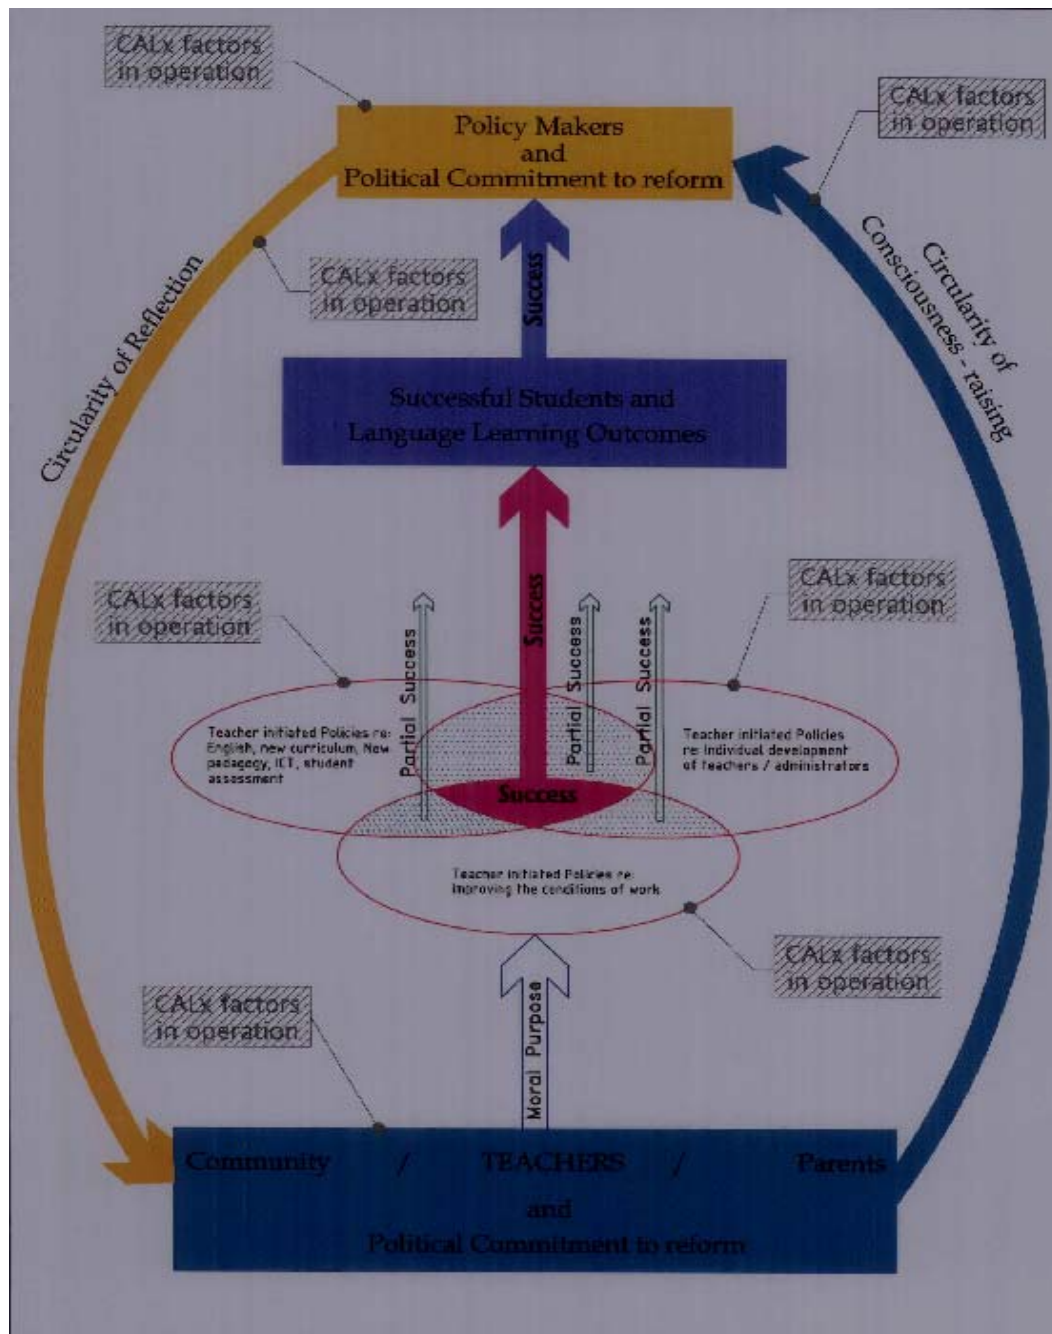 CALx factors
in operation
CALx factors
in operation
Policy Makers
and
Political Commitment to reform
CALx factors
in operation
Circularity of Reflection
Circularity of
Consciousness - raising
Success
Successful Students and
Language Learning Outcomes
CALx factors
in operation
CALx factors
in operation
Success
Partial Success
Partial Success
Partial Success
Teacher initiated Policies re:
English, new curriculum, New
pedagogy, ICT, student
assessment
Teacher initiated Policies
re: Individual development
of teachers / administrators
Success
Teacher initiated Policies re:
Improving the conditions of work
CALx factors
in operation
CALx factors
in operation
Moral Purpose
Community / TEACHERS / Parents
and
Political Commitment to reform